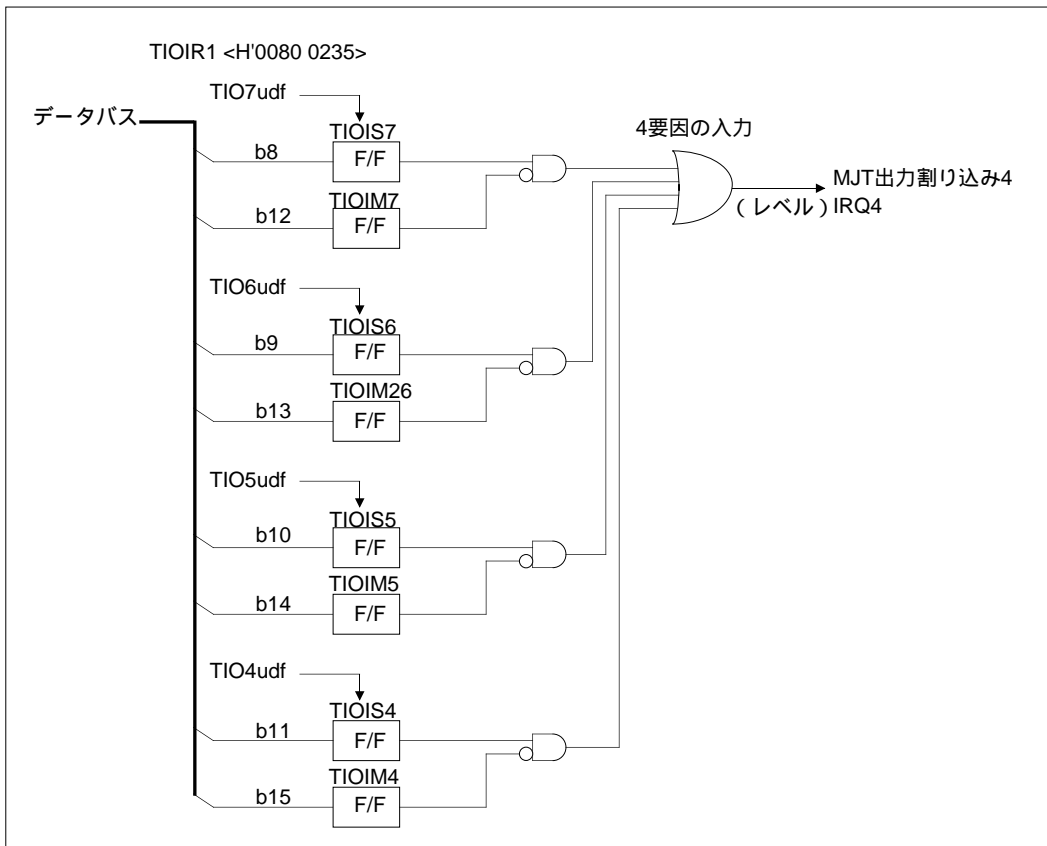 TIOIR1 <H'0080 0235>
TIO7udf
データバス
TIOIS7
4要因の入力
b8
F/F
TIOIM7
b12
F/F
MJT出力割り込み4
(レベル) IRQ4
TIO6udf
TIOIS6
b9
F/F
TIOIM26
b13
F/F
TIO5udf
TIOIS5
b10
F/F
TIOIM5
b14
F/F
TIO4udf
TIOIS4
b11
F/F
TIOIM4
b15
F/F